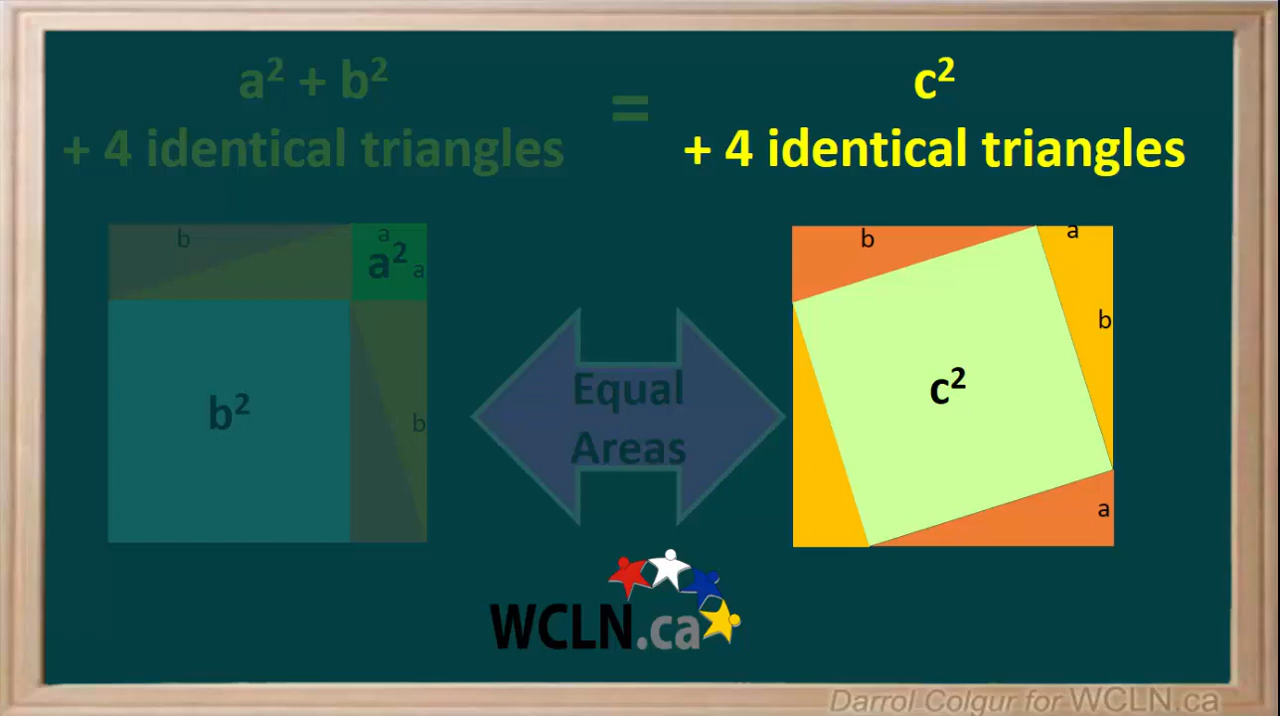 a² + b²
+ 4 identical triangles
=
c²
+ 4 identical triangles
b
a
a²
a
b²
b
Equal
Areas
b
a
b
c²
a
WCLN.ca
Darrol Colgur for WCLN.ca